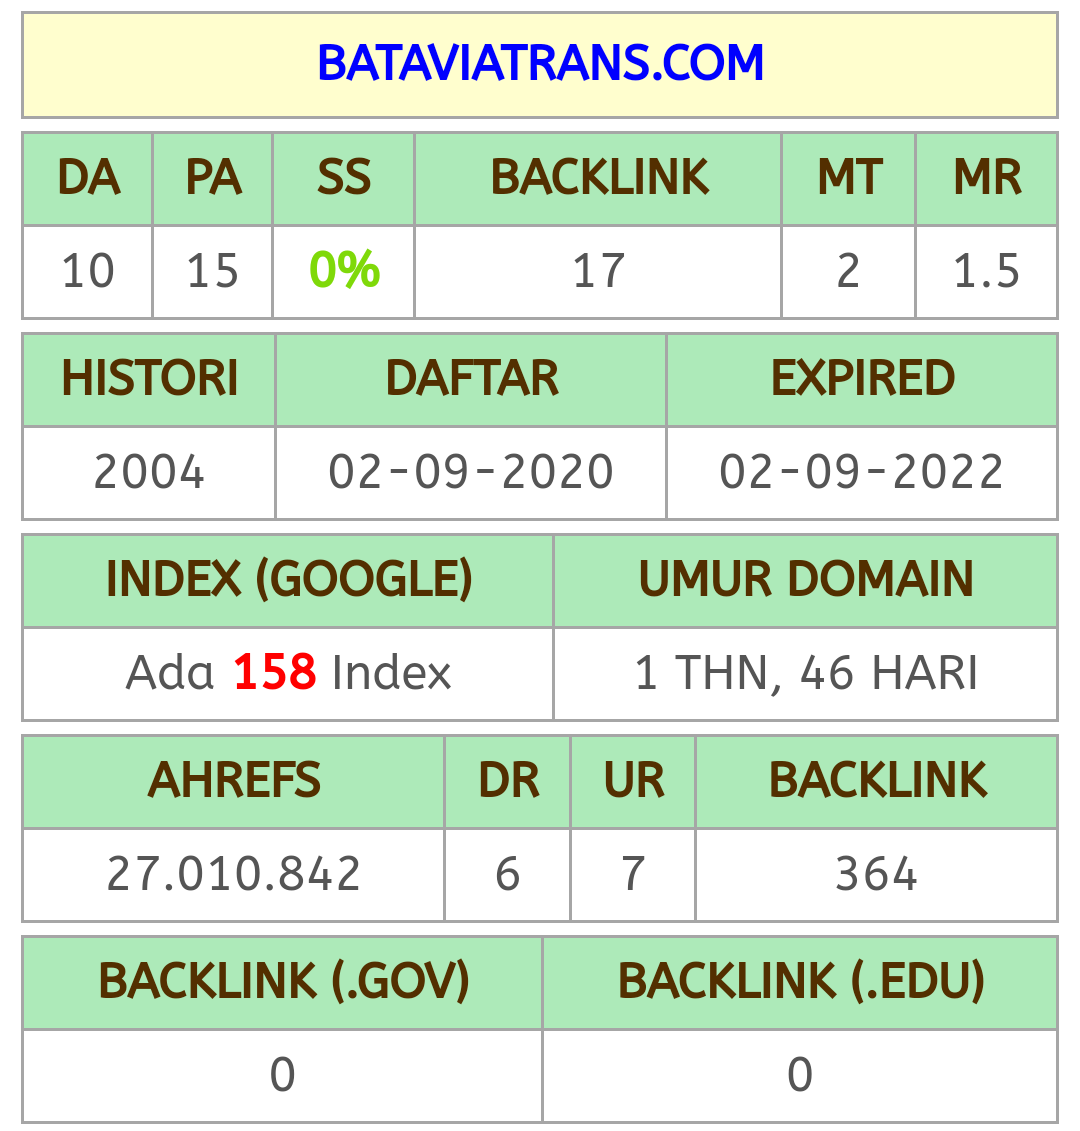 BATAVIATRANS.COM
DA PA SS BACKLINK MT MR
10 15 0% 17 2 1.5
HISTORI DAFTAR EXPIRED
2004 02-09-2020 02-09-2022
INDEX (GOOGLE) UMUR DOMAIN
Ada 158 Index 1 THN, 46 HARI
AHREFS DR UR BACKLINK
27.010.842 6 7 364
BACKLINK (.GOV) BACKLINK (.EDU)
0 0